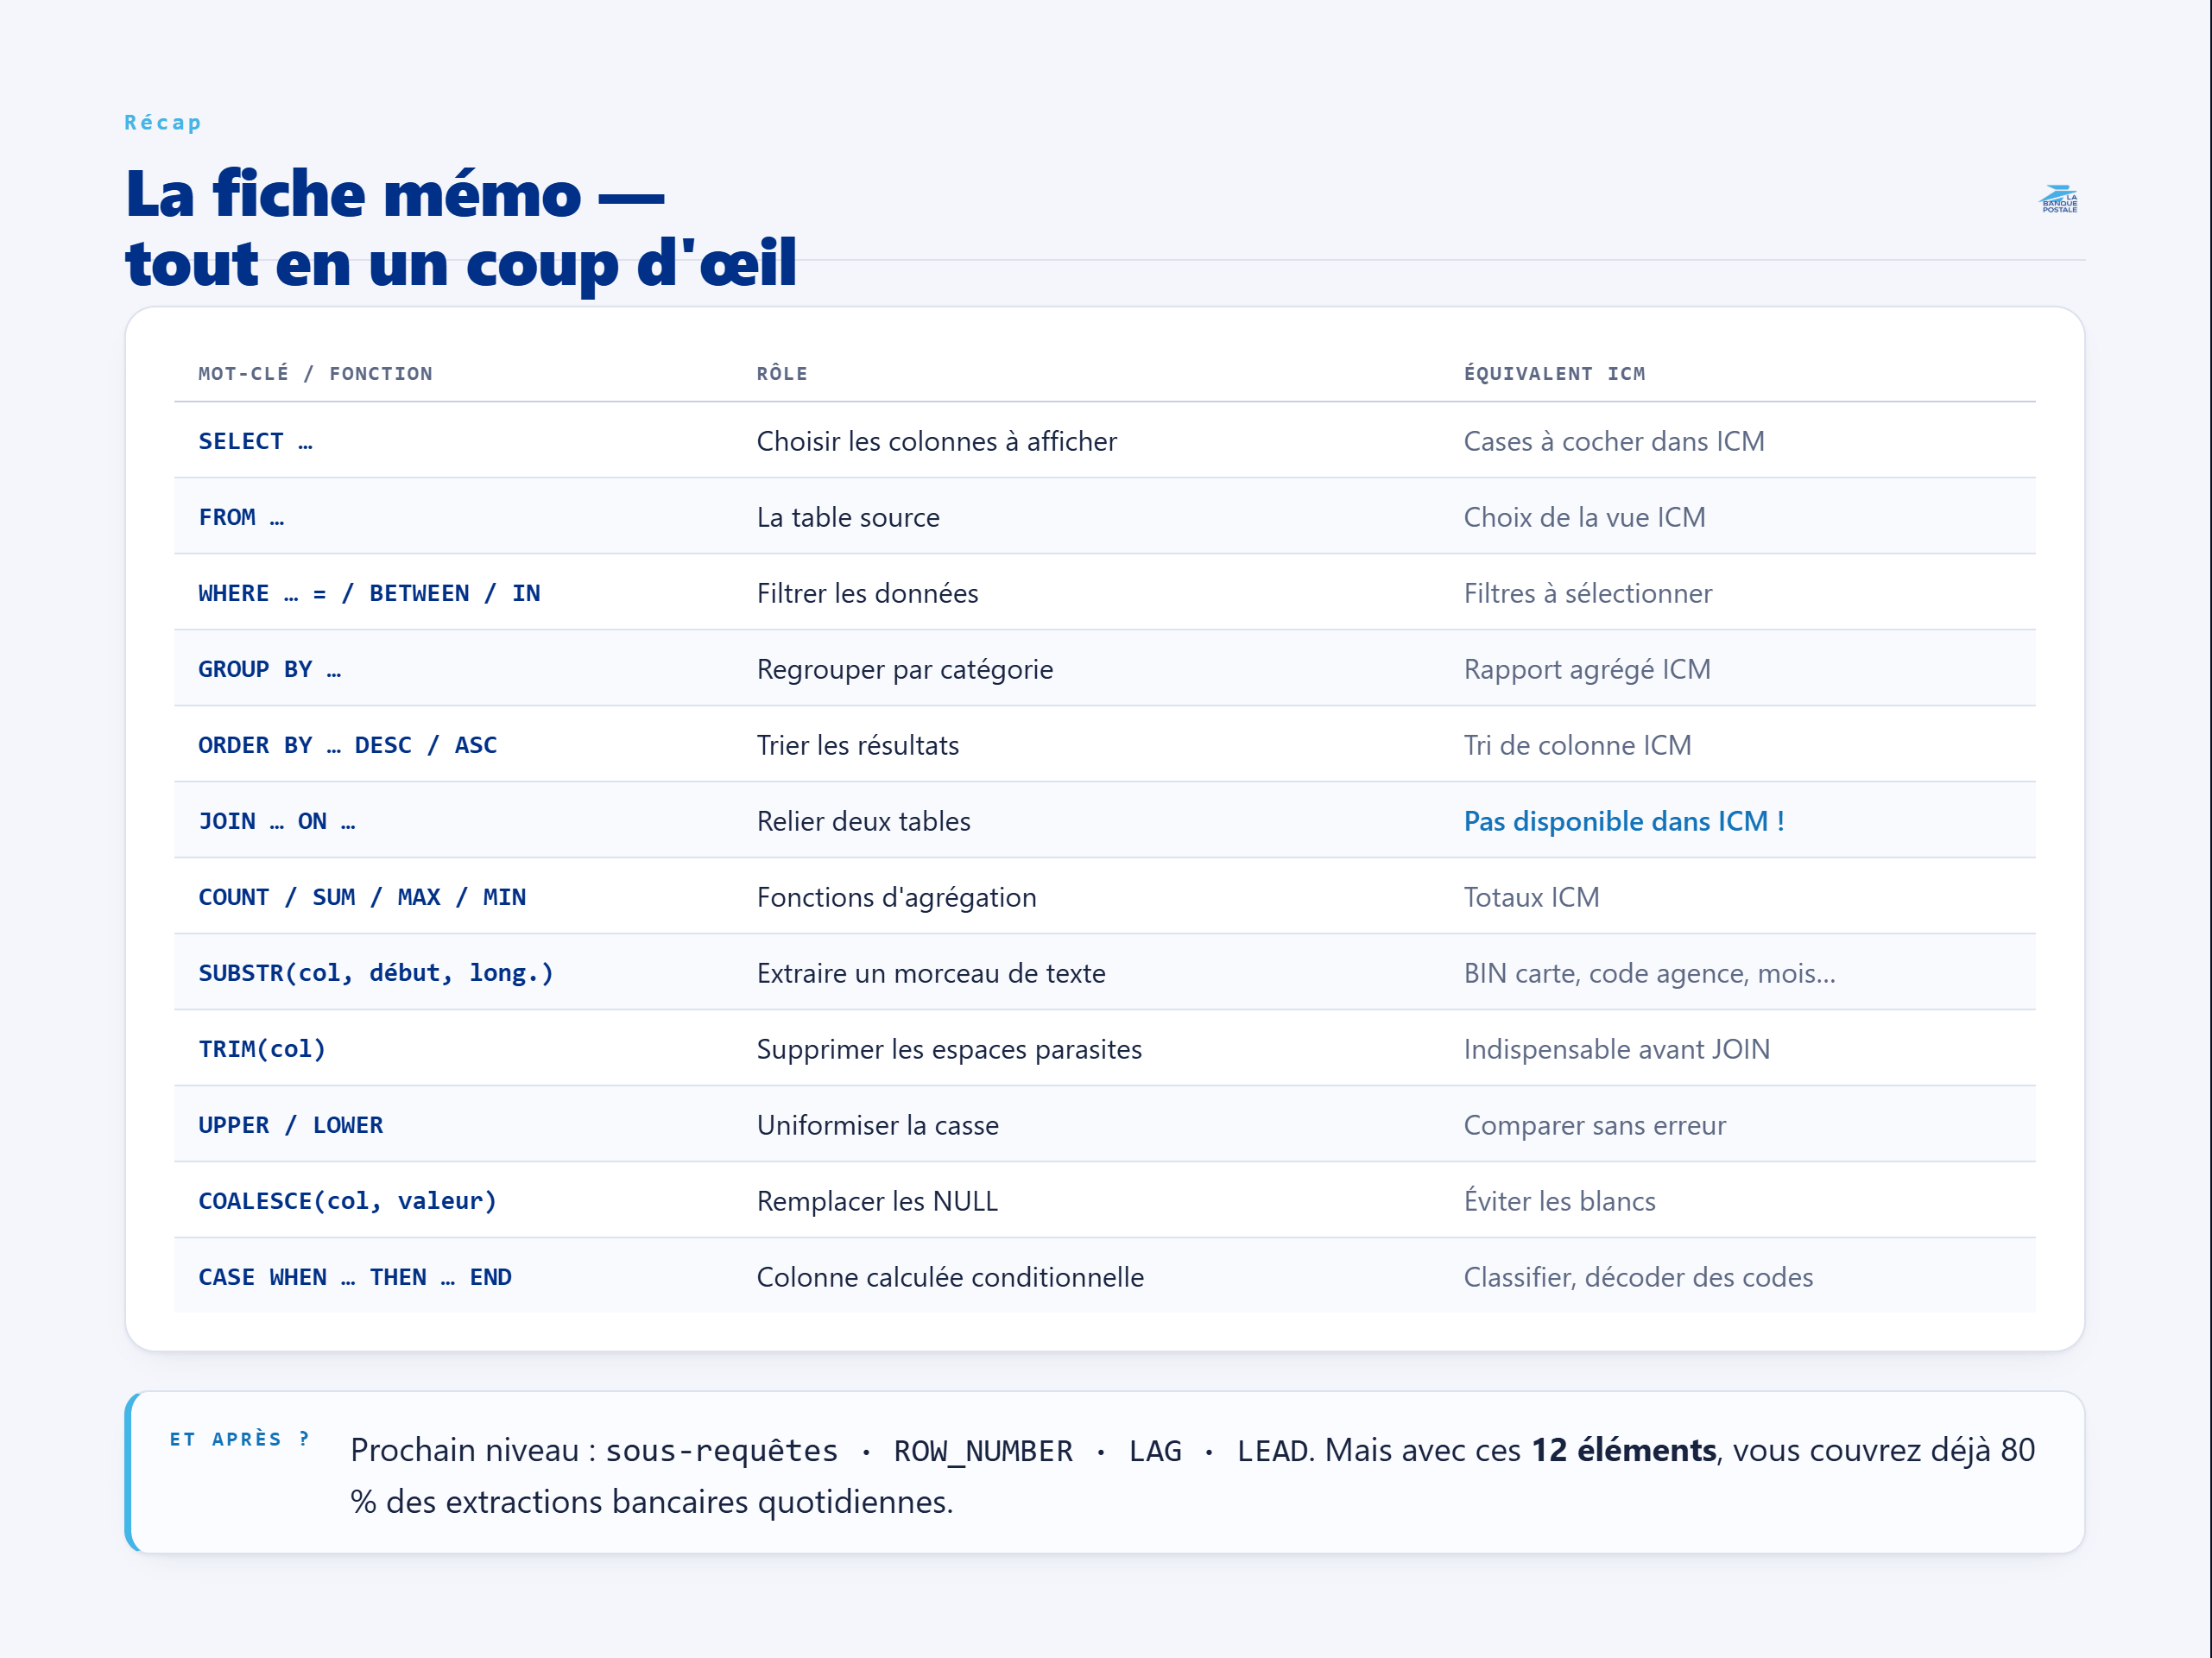 Récap
La fiche mémo —
tout en un coup d'œil
LA
BANQUE
POSTALE
MOT-CLÉ / FONCTION RÔLE ÉQUIVALENT ICM
SELECT … Choisir les colonnes à afficher Cases à cocher dans ICM
FROM … La table source Choix de la vue ICM
WHERE … = / BETWEEN / IN Filtrer les données Filtres à sélectionner
GROUP BY … Regrouper par catégorie Rapport agrégé ICM
ORDER BY … DESC / ASC Trier les résultats Tri de colonne ICM
JOIN … ON … Relier deux tables Pas disponible dans ICM !
COUNT / SUM / MAX / MIN Fonctions d'agrégation Totaux ICM
SUBSTR(col, début, long.) Extraire un morceau de texte BIN carte, code agence, mois…
TRIM(col) Supprimer les espaces parasites Indispensable avant JOIN
UPPER / LOWER Uniformiser la casse Comparer sans erreur
COALESCE(col, valeur) Remplacer les NULL Éviter les blancs
CASE WHEN … THEN … END Colonne calculée conditionnelle Classifier, décoder des codes
ET APRÈS ? Prochain niveau : sous-requêtes · ROW_NUMBER · LAG · LEAD. Mais avec ces 12 éléments, vous couvrez déjà 80
% des extractions bancaires quotidiennes.